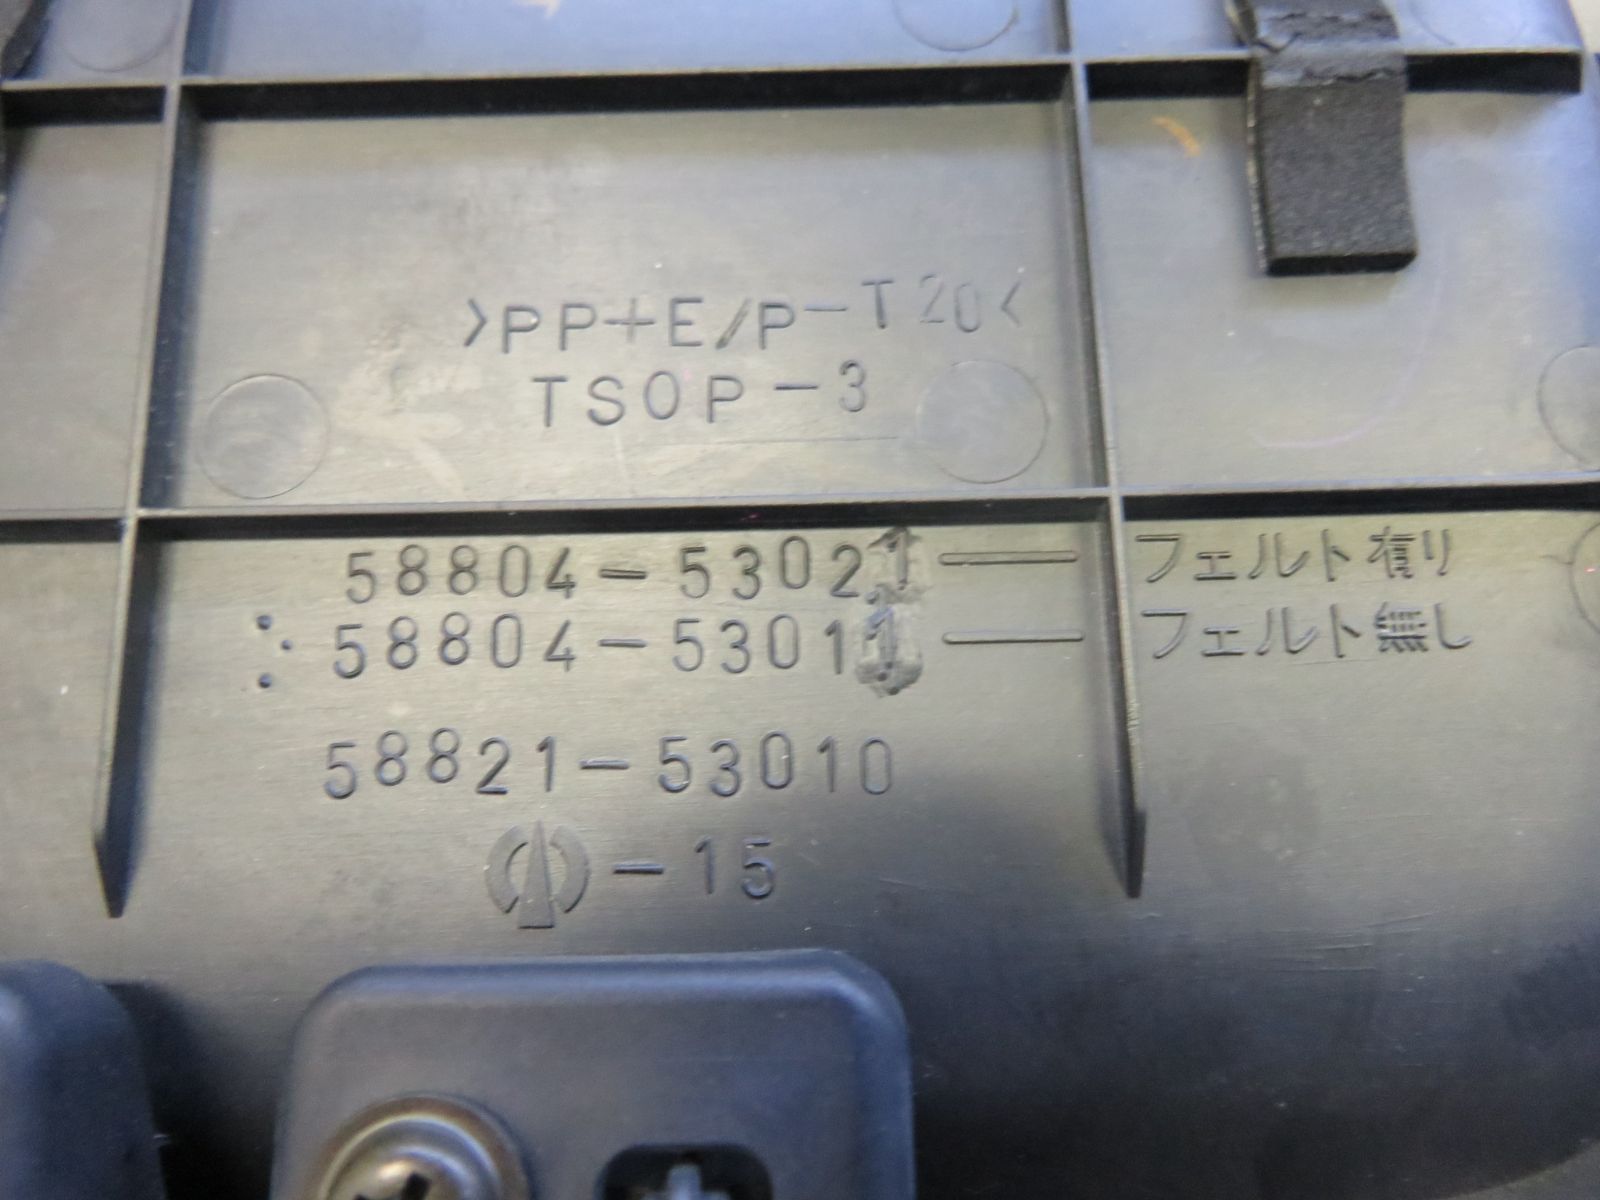 >PP+E/P-T20<
TSOP-3
58804-53021 — フェルト有り
58804-53011 — フェルト無し
58821-53010
-15